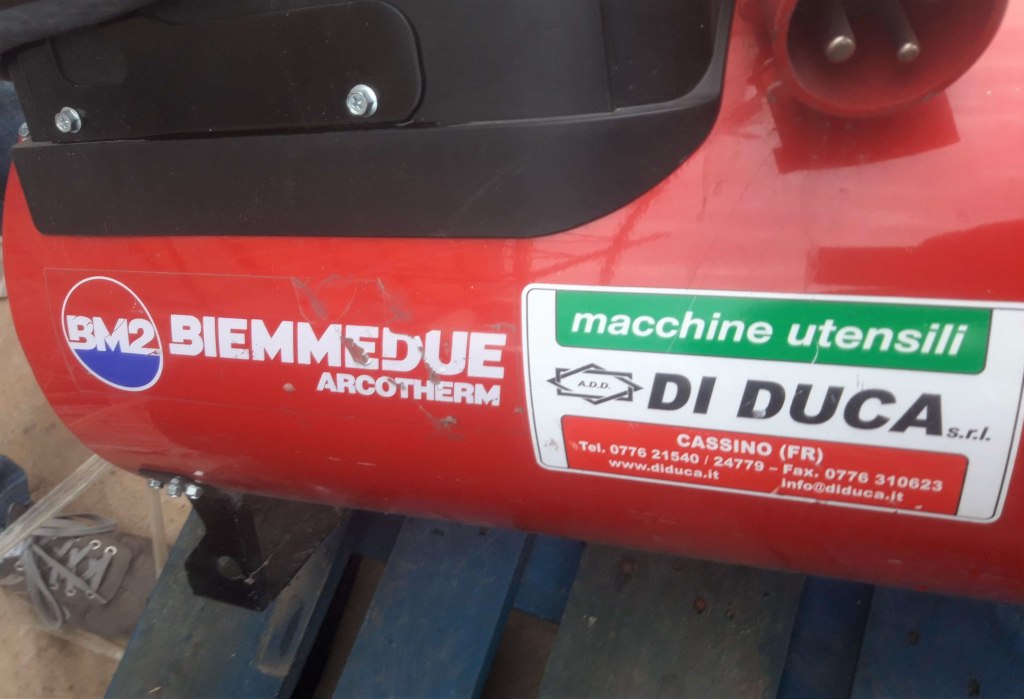 BM2 BIEMMEDUE
ARCOTHERM
macchine utensili
A.D.D. DI DUCA s.r.l.
CASSINO (FR)
Tel. 0776 21540 / 24779 - Fax. 0776 310623
www.diduca.it info@diduca.it